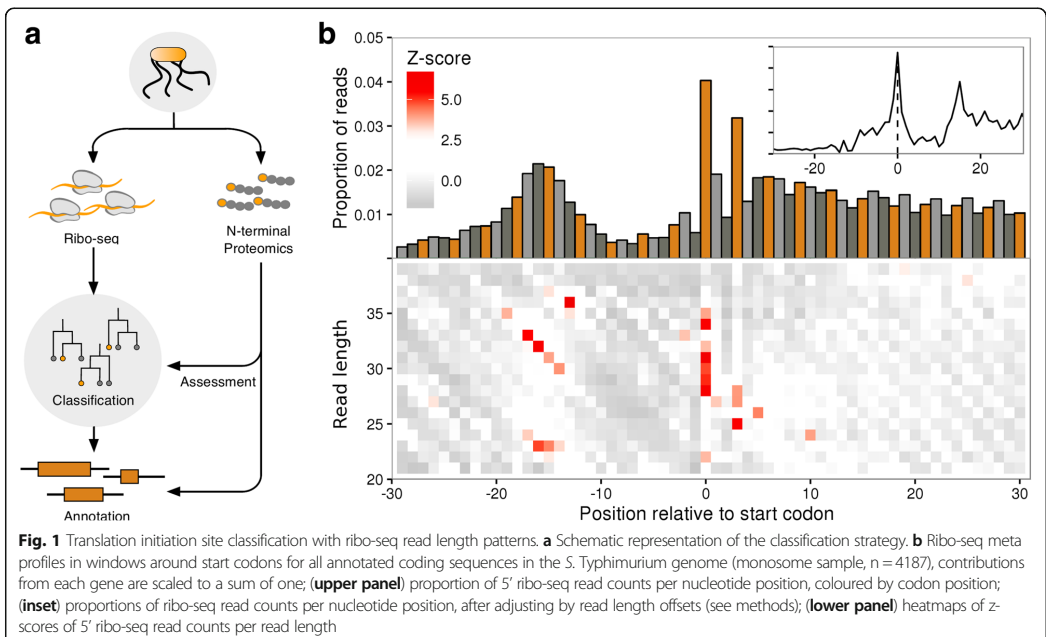 a
Ribo-seq
N-terminal
Proteomics
Assessment
Classification
Annotation
b
0.05
0.04
0.03
0.02
0.01
Proportion of reads
Z-score
5.0
2.5
0.0
-20 0 20
35
30
25
20
Read length
-30 -20 -10 0 10 20 30
Position relative to start codon
Fig. 1 Translation initiation site classification with ribo-seq read length patterns. a Schematic representation of the classification strategy. b Ribo-seq meta
profiles in windows around start codons for all annotated coding sequences in the S. Typhimurium genome (monosome sample, n = 4187), contributions
from each gene are scaled to a sum of one; (upper panel) proportion of 5’ ribo-seq read counts per nucleotide position, coloured by codon position;
(inset) proportions of ribo-seq read counts per nucleotide position, after adjusting by read length offsets (see methods); (lower panel) heatmaps of z-
scores of 5’ ribo-seq read counts per read length